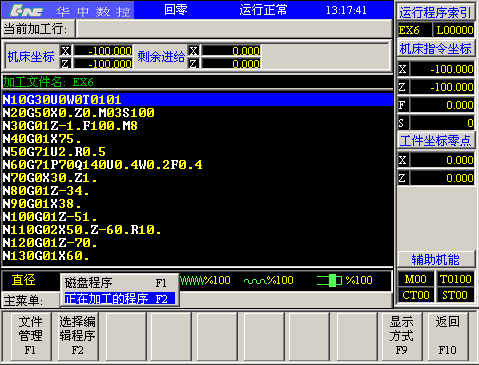 华中数控 回零 运行正常 13:17:41 运行程序索引
当前加工行: EX6 L00000
机床坐标 X -100.000 剩余进给 X 0.000 机床指令坐标
Z -100.000 Z 0.000 X -100.000
Z -100.000
F 0.000
S 0
加工文件名: EX6
N10G30U0W0T0101
N20G50X0.Z0.M03S100
N30G01Z-1.F100.M8
N40G01X75.
N50G71U2.R0.5
N60G71P70Q140U0.4W0.2F0.4
N70G0X30.Z1.
N80G01Z-34.
N90G01X38.
N100G01Z-51.
N110G02X50.Z-60.R10.
N120G01Z-70.
N130G01X60.
工件坐标零点
X 0.000
Z 0.000
辅助机能
M00 T0100
CT00 ST00
直径 %100 %100 %100
磁盘程序 F1
正在加工的程序 F2
主菜单:
文件管理 F1
选择编辑程序 F2
显示方式 F9
返回 F10